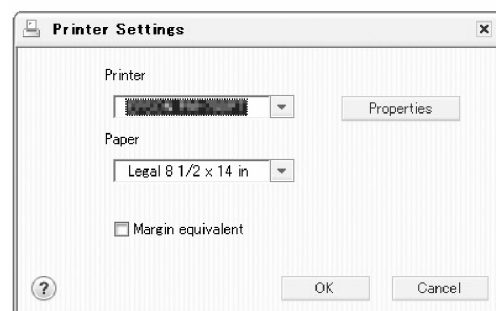 Printer Settings
Printer
Properties
Paper
Legal 8 1/2 x 14 in
Margin equivalent
?
OK Cancel